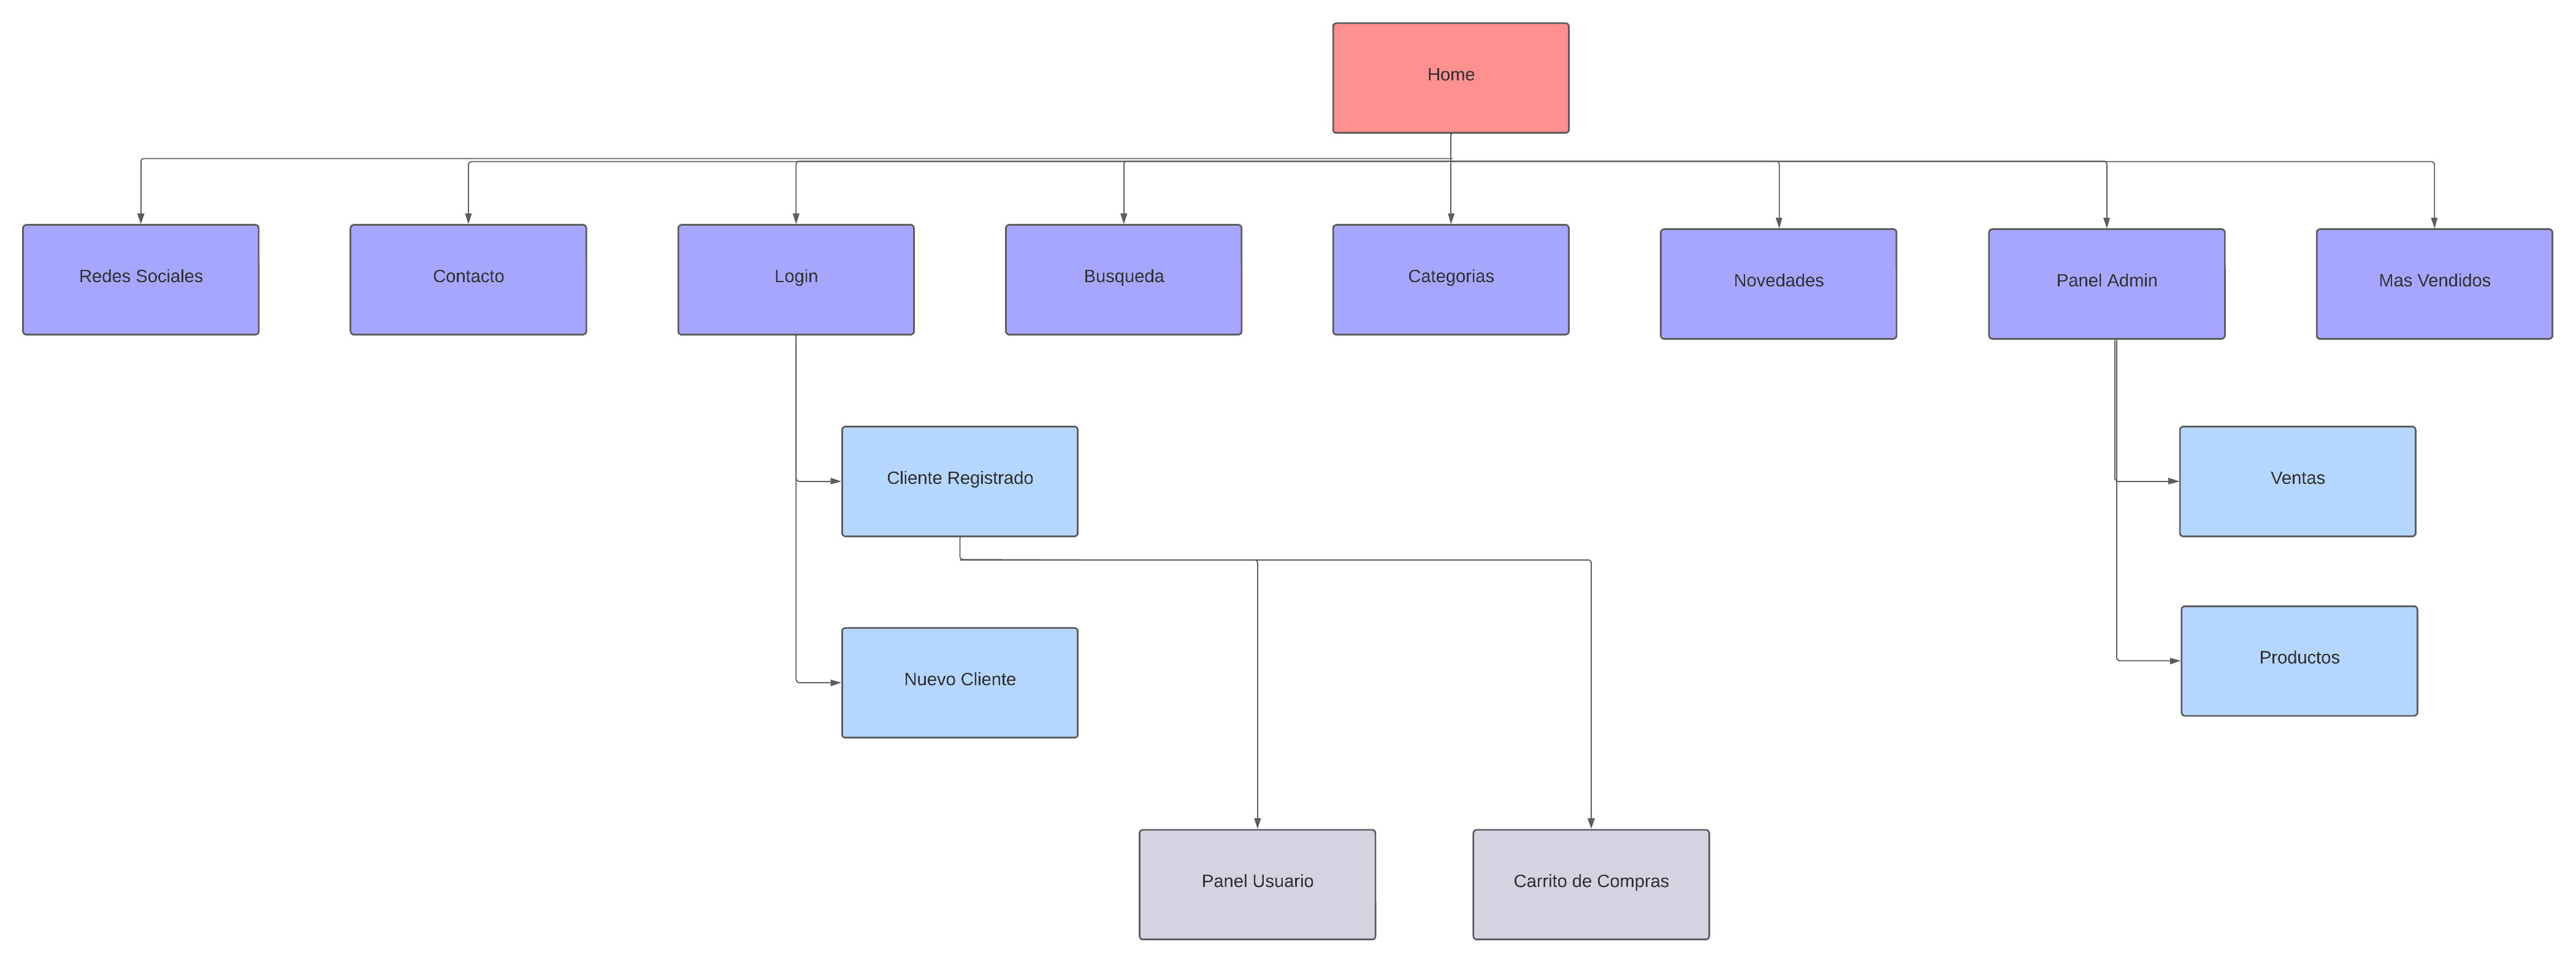 Home
Redes Sociales
Contacto
Login
Busqueda
Categorias
Novedades
Panel Admin
Mas Vendidos
Cliente Registrado
Ventas
Nuevo Cliente
Productos
Panel Usuario
Carrito de Compras